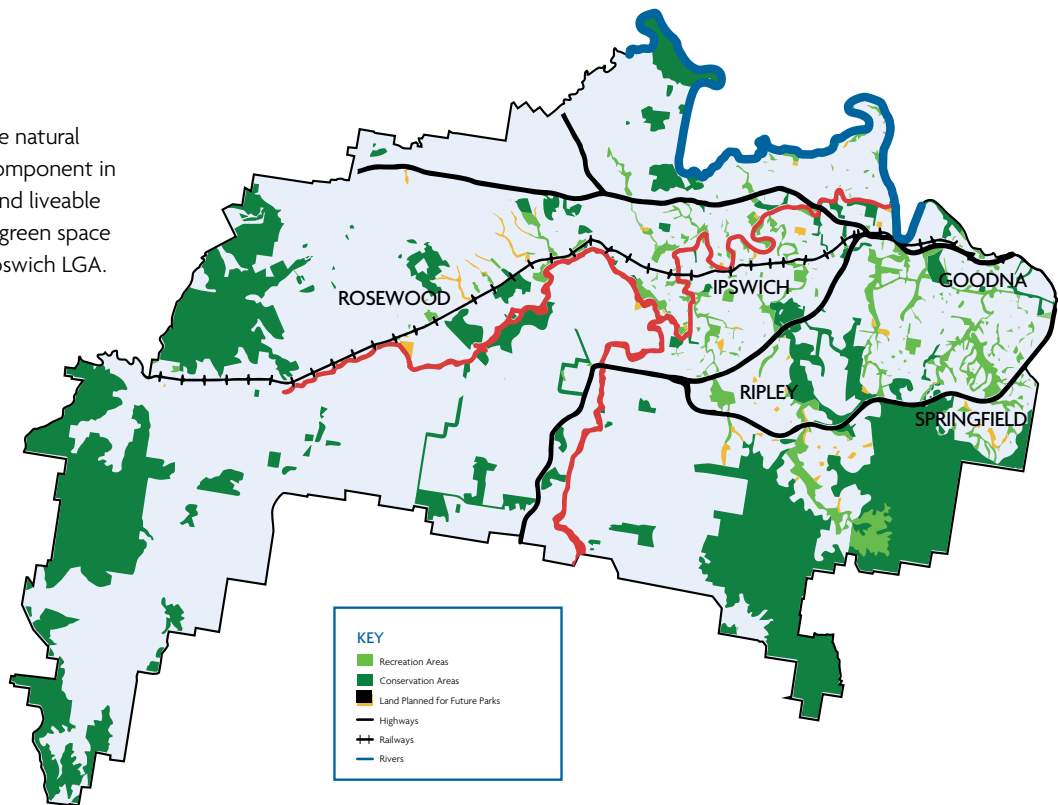 e natural
omponent in
nd liveable
green space
oswich LGA.
ROSEWOOD
IPSWICH
GOODNA
RIPLEY
SPRINGFIELD
KEY
Recreation Areas
Conservation Areas
Land Planned for Future Parks
Highways
Railways
Rivers